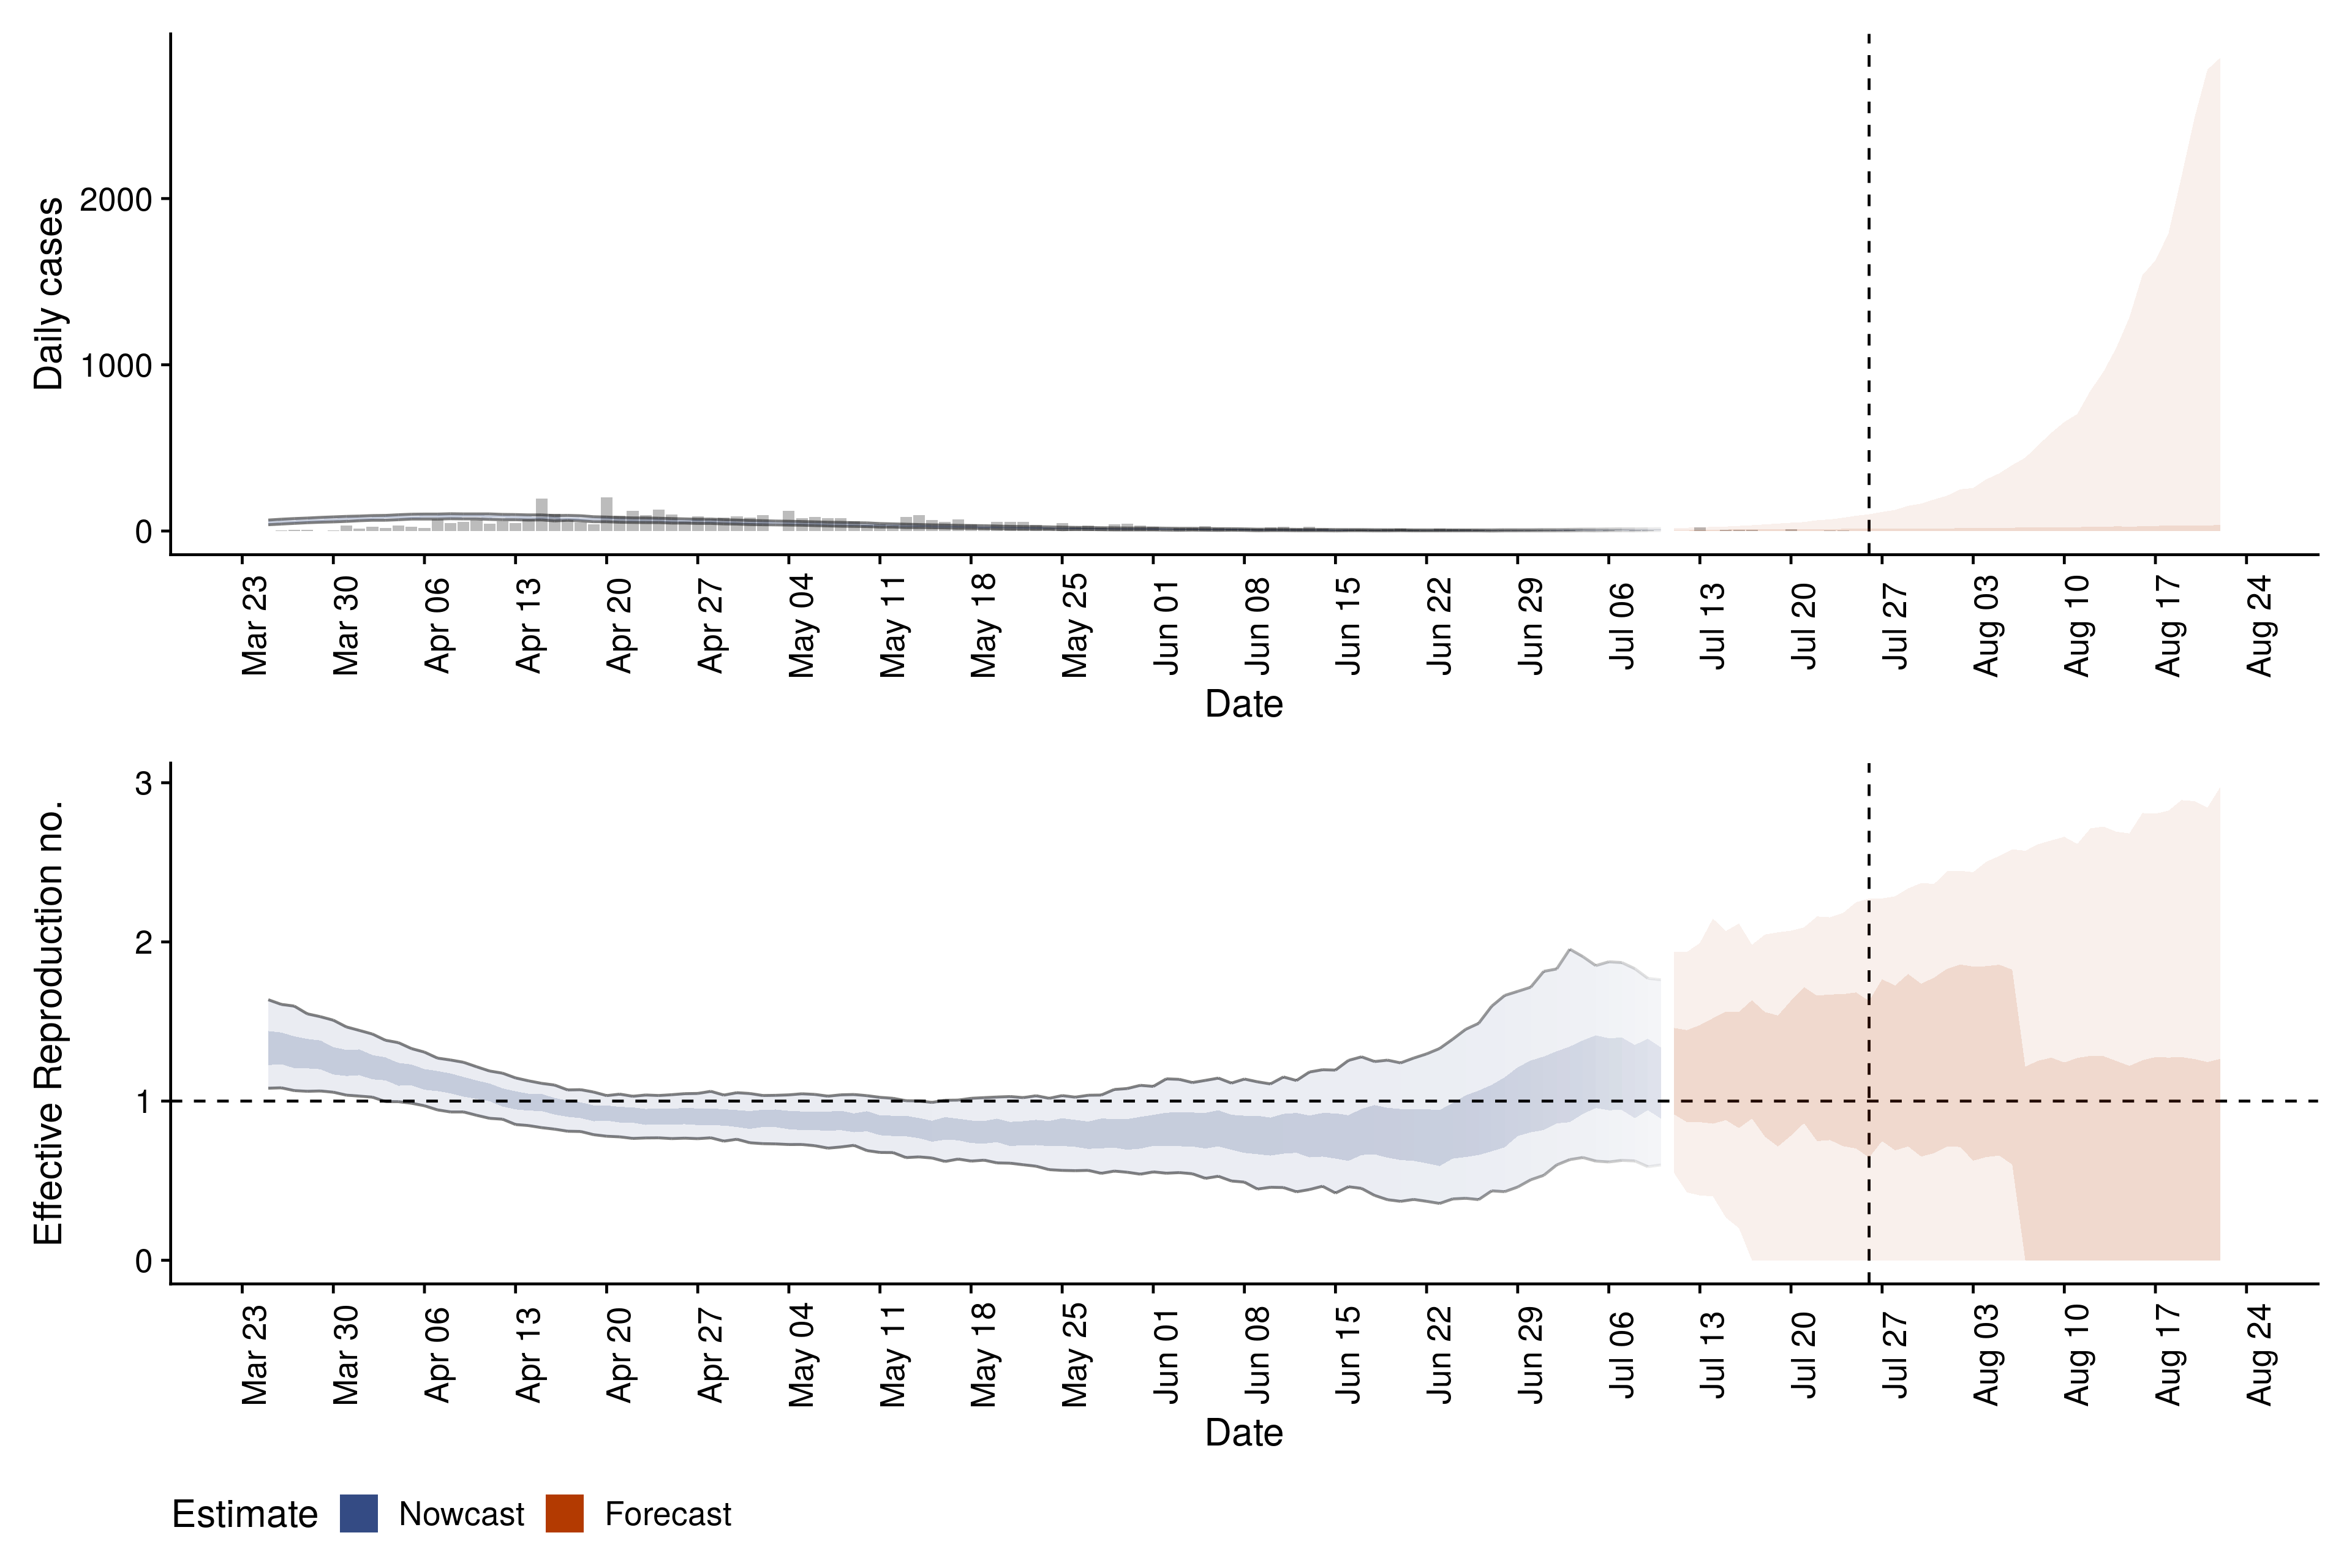 Daily cases
2000
1000
0
Mar 23 Mar 30 Apr 06 Apr 13 Apr 20 Apr 27 May 04 May 11 May 18 May 25 Jun 01 Jun 08 Jun 15 Jun 22 Jun 29 Jul 06 Jul 13 Jul 20 Jul 27 Aug 03 Aug 10 Aug 17 Aug 24
Date
Effective Reproduction no.
3
2
1
0
Mar 23 Mar 30 Apr 06 Apr 13 Apr 20 Apr 27 May 04 May 11 May 18 May 25 Jun 01 Jun 08 Jun 15 Jun 22 Jun 29 Jul 06 Jul 13 Jul 20 Jul 27 Aug 03 Aug 10 Aug 17 Aug 24
Date
Estimate Nowcast Forecast